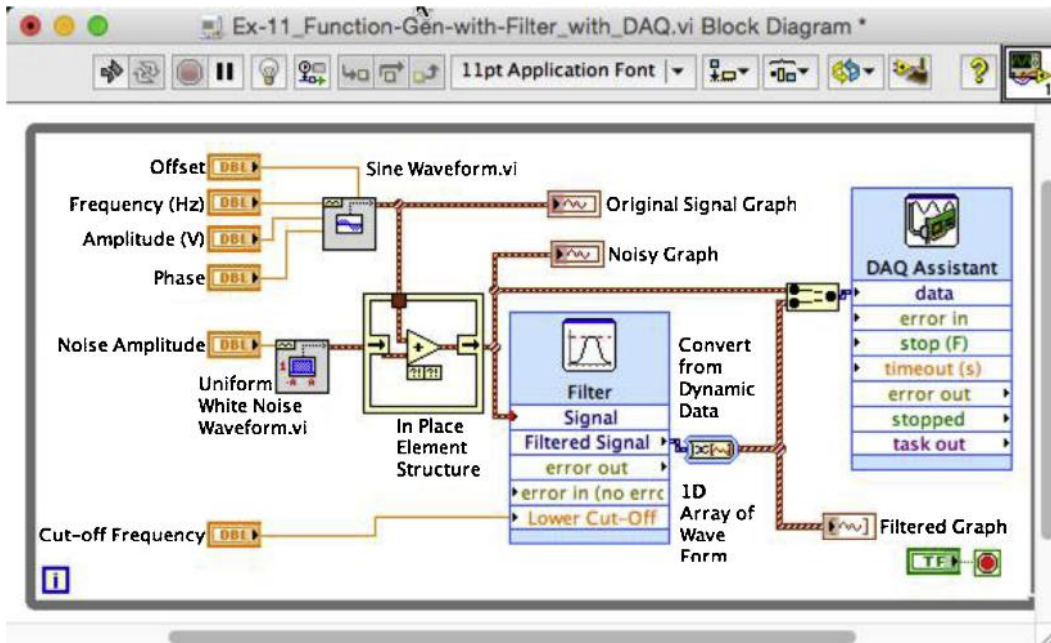 Ex-11_Function-Gen-with-Filter_with_DAQ.vi Block Diagram *
11pt Application Font
?
1
Offset DBL
Sine Waveform.vi
Frequency (Hz) DBL
Original Signal Graph
Amplitude (V) DBL
Noisy Graph
Phase DBL
DAQ Assistant
data
error in
stop (F)
timeout (s)
error out
stopped
task out
Noise Amplitude DBL
Uniform
White Noise
Waveform.vi
In Place
Element
Structure
Filter
Signal
Filtered Signal
error out
error in (no errc
Lower Cut-Off
Convert
from
Dynamic
Data
1D
Array of
Wave
Form
Filtered Graph
TF
Cut-off Frequency DBL
i